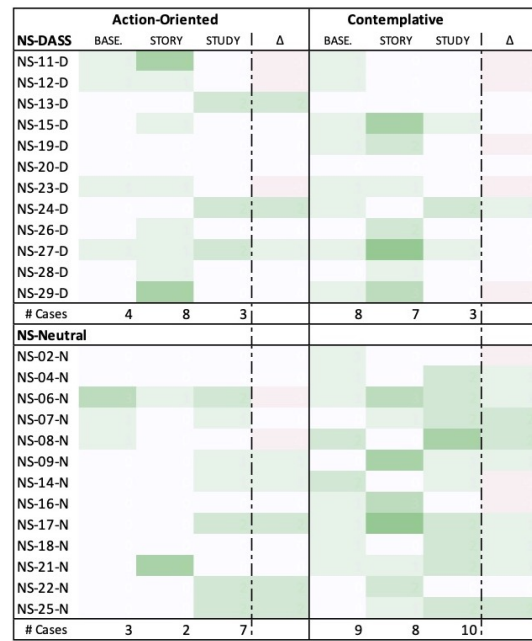 Action-Oriented Contemplative
NS-DASS BASE. STORY STUDY Δ BASE. STORY STUDY Δ
NS-11-D
NS-12-D
NS-13-D
NS-15-D
NS-19-D
NS-20-D
NS-23-D
NS-24-D
NS-26-D
NS-27-D
NS-28-D
NS-29-D
# Cases 4 8 3 8 7 3
NS-Neutral
NS-02-N
NS-04-N
NS-06-N
NS-07-N
NS-08-N
NS-09-N
NS-14-N
NS-16-N
NS-17-N
NS-18-N
NS-21-N
NS-22-N
NS-25-N
# Cases 3 2 7 9 8 10